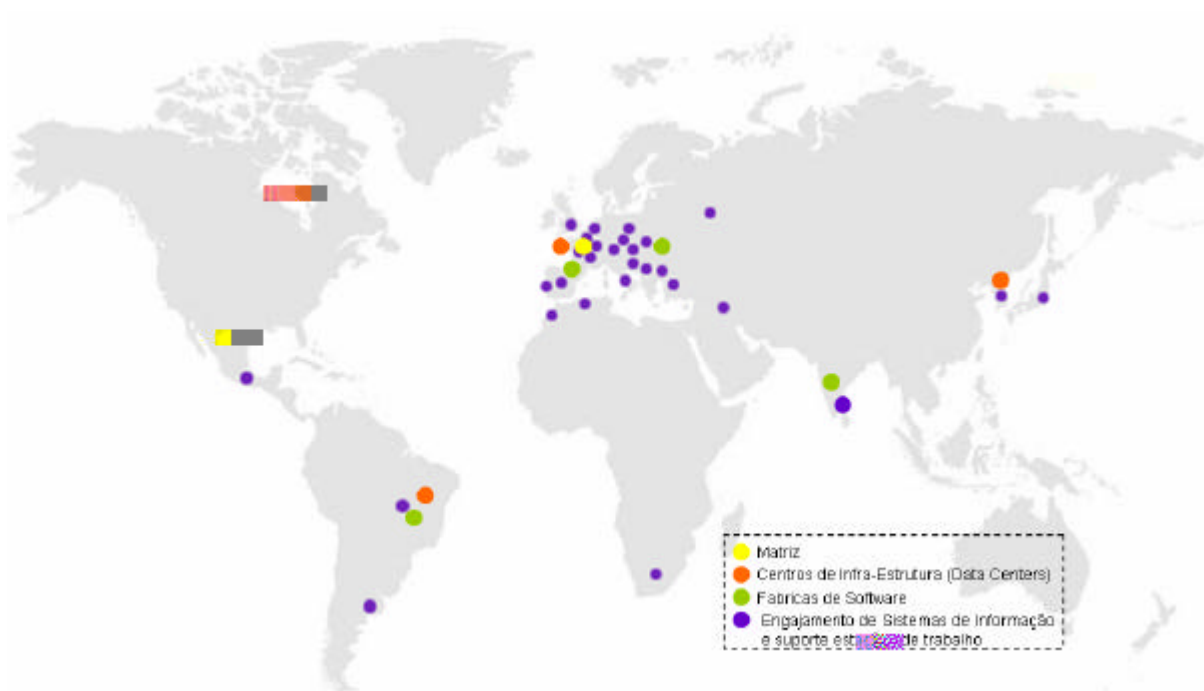 Matriz
Centros de Infra-Estrutura (Data Centers)
Fabricas de Software
Engajamento de Sistemas de Informação
e suporte de trabalho